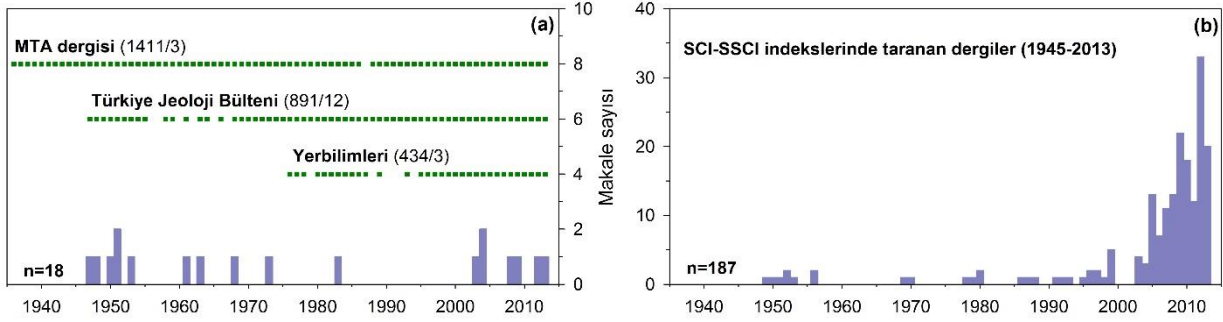 (a)
MTA dergisi (1411/3)
Türkiye Jeoloji Bülteni (891/12)
Yerbilimleri (434/3)
n=18
10
8
6
4
2
0
1940 1950 1960 1970 1980 1990 2000 2010
Makale sayısı
(b)
SCI-SSCI indekslerinde taranan dergiler (1945-2013)
n=187
40
30
20
10
0
1940 1950 1960 1970 1980 1990 2000 2010